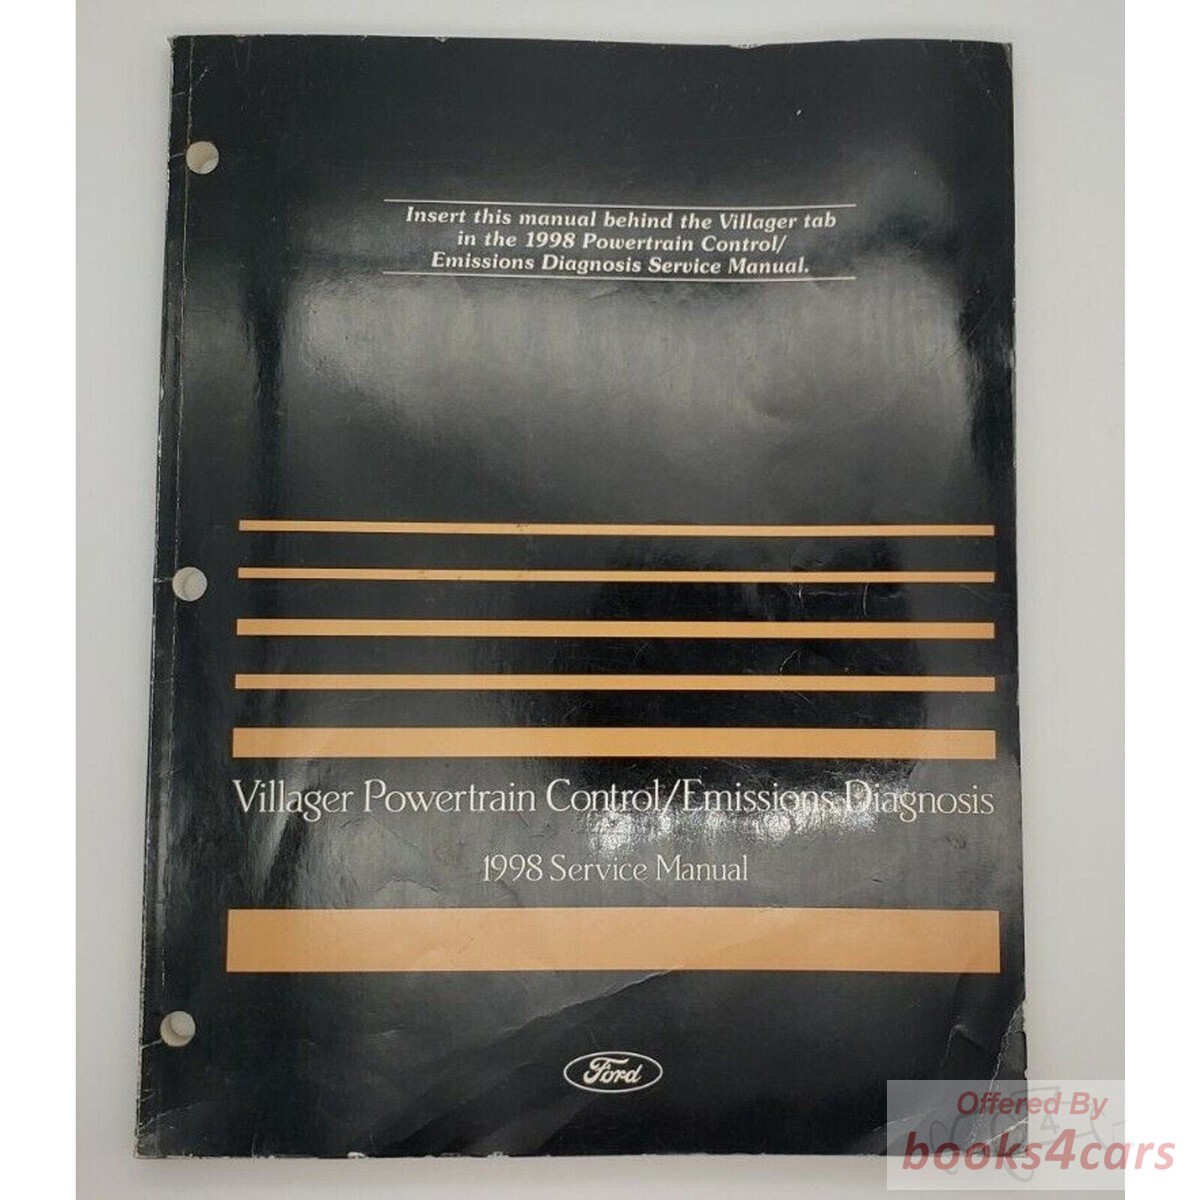 Insert this manual behind the Villager tab
in the 1998 Powertrain Control/
Emissions Diagnosis Service Manual.
Villager Powertrain Control/Emissions Diagnosis
1998 Service Manual
Ford
Offered By
books4cars